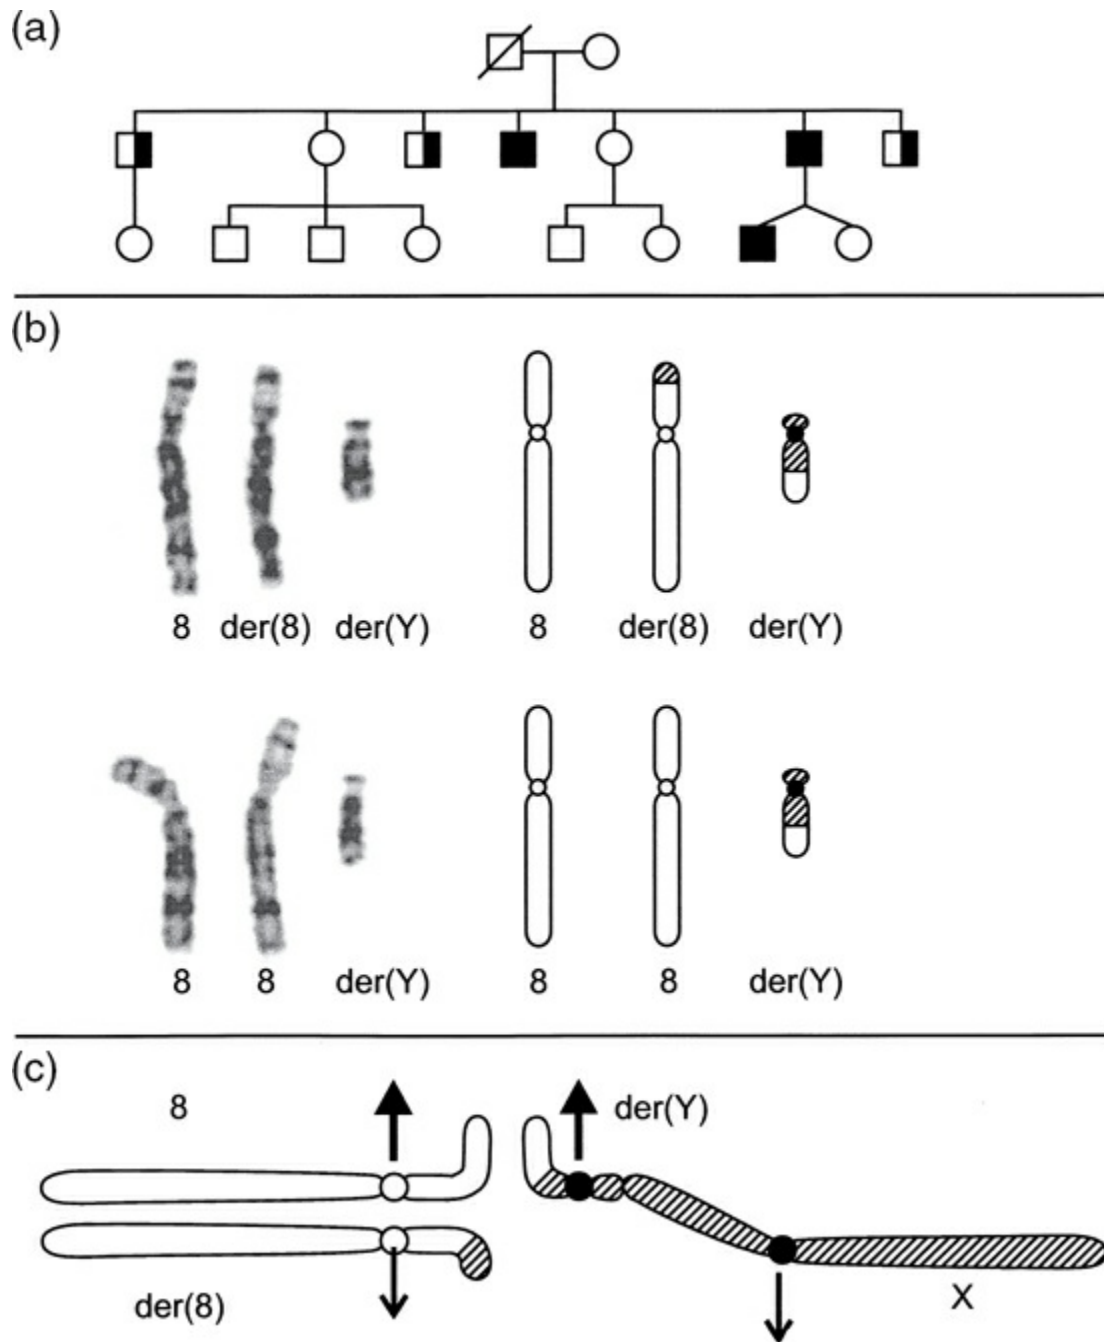 (a)
(b)
8 der(8) der(Y) 8 der(8) der(Y)
8 8 der(Y) 8 8 der(Y)
(c)
8 der(Y)
der(8) X